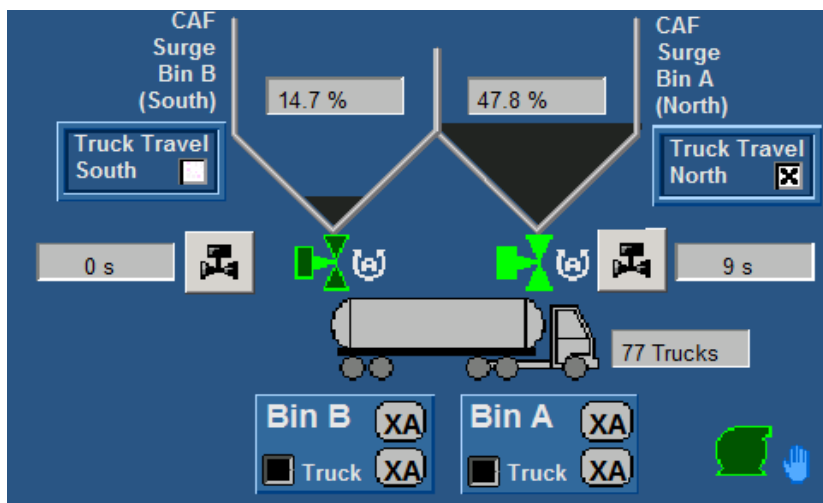 CAF
Surge
Bin B
(South)
14.7 %
47.8 %
CAF
Surge
Bin A
(North)
Truck Travel
South
Truck Travel
North
0 s
A
A
9 s
77 Trucks
Bin B XA
Truck XA
Bin A XA
Truck XA